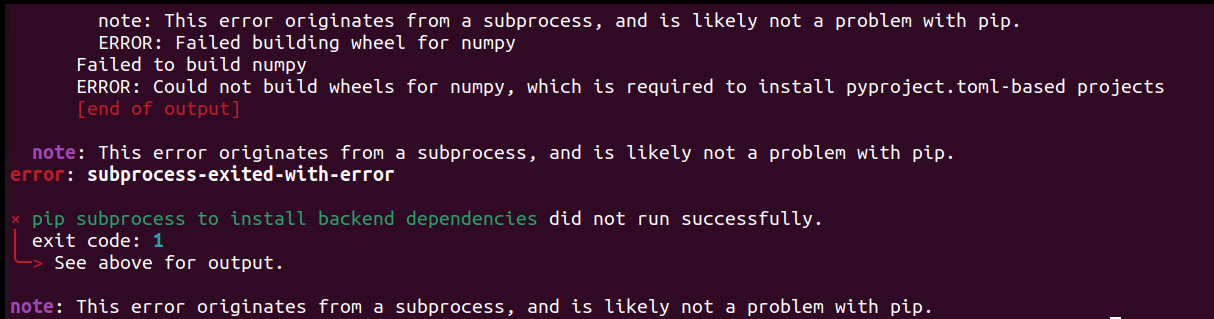 note: This error originates from a subprocess, and is likely not a problem with pip.
ERROR: Failed building wheel for numpy
Failed to build numpy
ERROR: Could not build wheels for numpy, which is required to install pyproject.toml-based projects
[end of output]
note: This error originates from a subprocess, and is likely not a problem with pip.
error: subprocess-exited-with-error
× pip subprocess to install backend dependencies did not run successfully.
│ exit code: 1
╰─> See above for output.
note: This error originates from a subprocess, and is likely not a problem with pip.